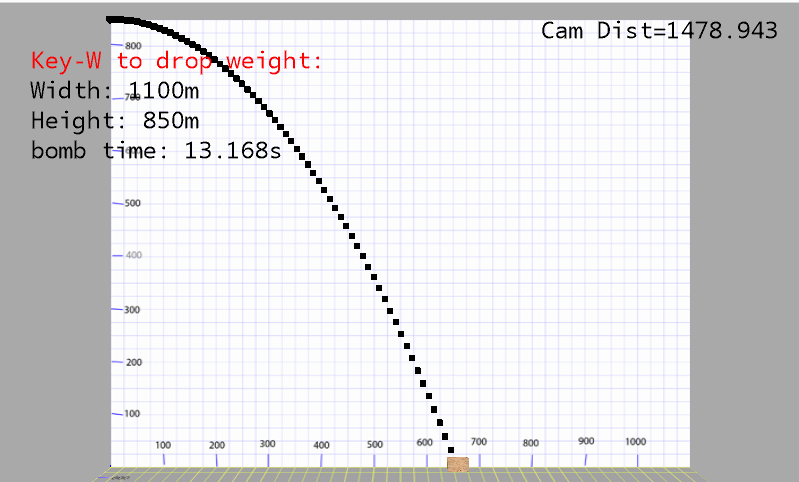 Cam Dist=1478.943
Key-W to drop weight:
Width: 1100m
Height: 850m
bomb time: 13.168s
800
700
600
500
400
300
200
100
100 200 300 400 500 600 700 800 900 1000